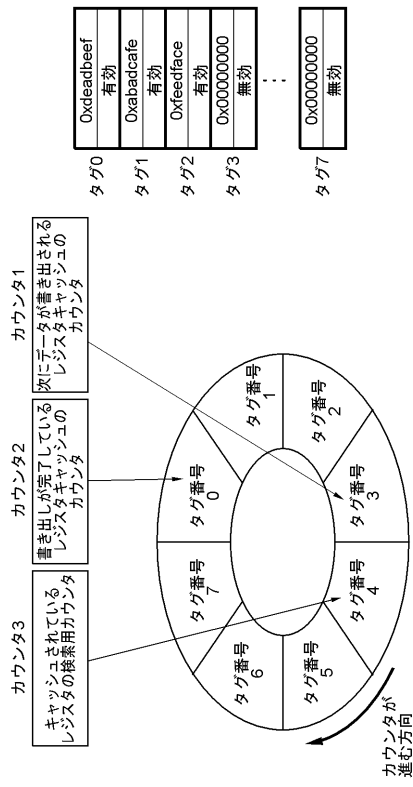 カウンタ3
キャッシュされている
レジスタの検索用カウンタ
カウンタ2
書き出しが完了している
レジスタキャッシュの
カウンタ
カウンタ1
次にデータが書き出される
レジスタキャッシュの
カウンタ
タグ番号
0
タグ番号
1
タグ番号
2
タグ番号
3
タグ番号
4
タグ番号
5
タグ番号
6
タグ番号
7
カウンタが
進む方向
タグ0
0xdeadbeef
有効
タグ1
0xabadcafe
有効
タグ2
0xfeedface
有効
タグ3
0x00000000
無効
…
タグ7
0x00000000
無効